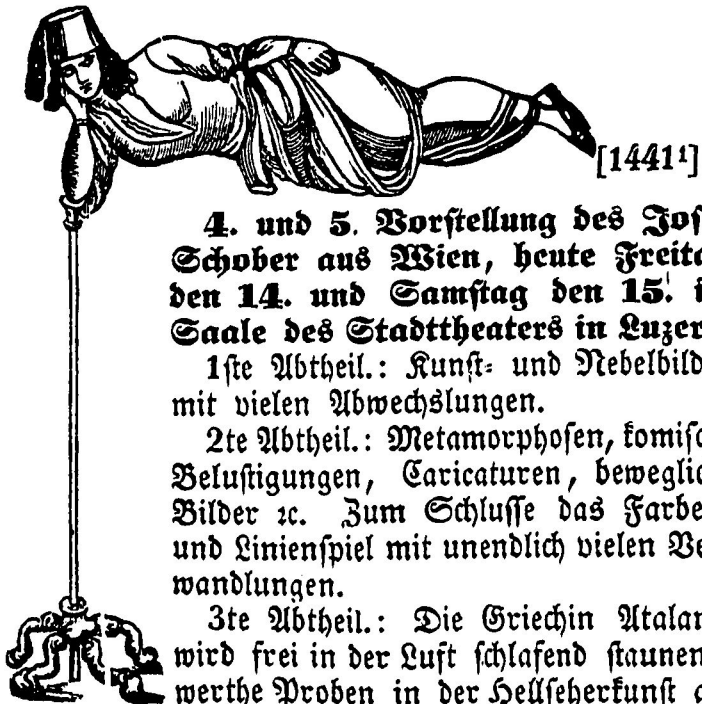 [1441¹]
4. und 5. Vorstellung des Jos
Schober aus Wien, heute Freita
den 14. und Samstag den 15. i
Saale des Stadttheaters in Luzer
1ste Abtheil.: Kunst- und Nebelbild
mit vielen Abwechslungen.
2te Abtheil.: Metamorphosen, komisc
Belustigungen, Caricaturen, beweglic
Bilder ꝛc. Zum Schlusse das Farbe
und Linienspiel mit unendlich vielen Ve
wandlungen.
3te Abtheil.: Die Griechin Atalan
wird frei in der Luft schlafend staunen
werthe Proben in der Hellseherkunst a